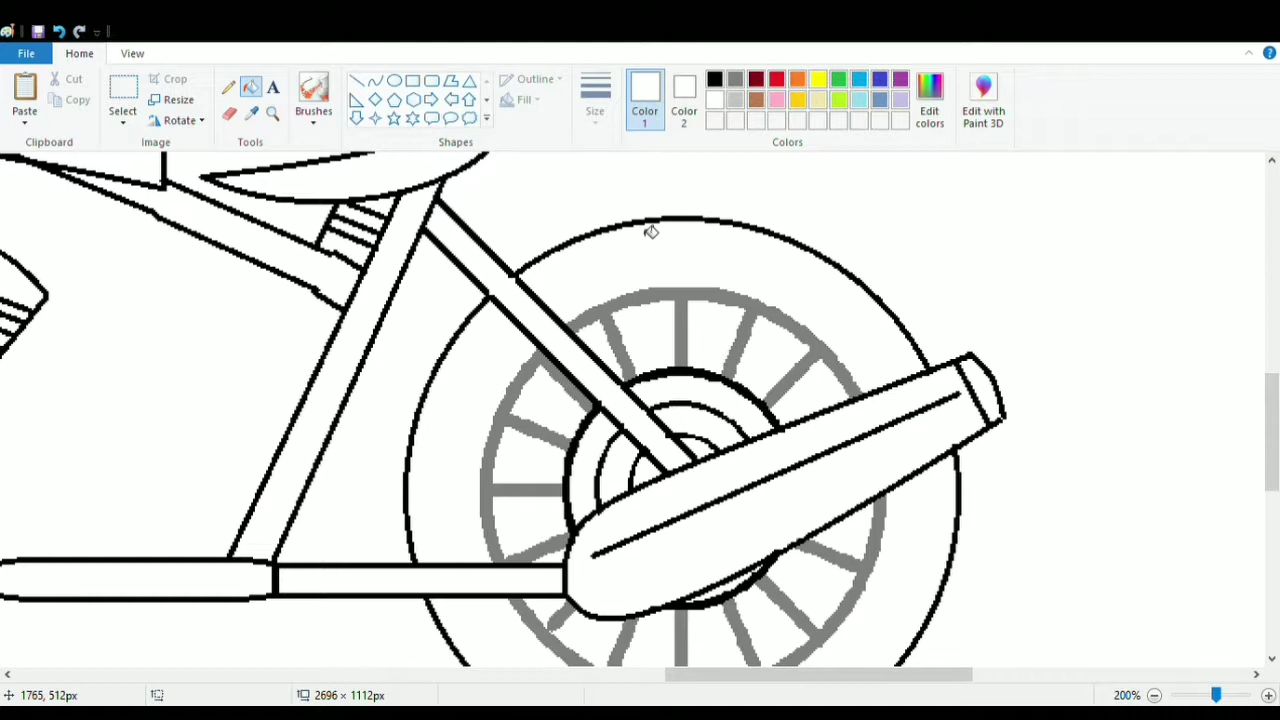 File Home View
Paste
Cut
Copy
Clipboard
Select
Crop
Resize
Rotate
Image
Tools
Brushes
Shapes
Outline
Fill
Size
Color 1
Color 2
Edit colors
Colors
Edit with Paint 3D
1765, 512px
2696 × 1112px
200%